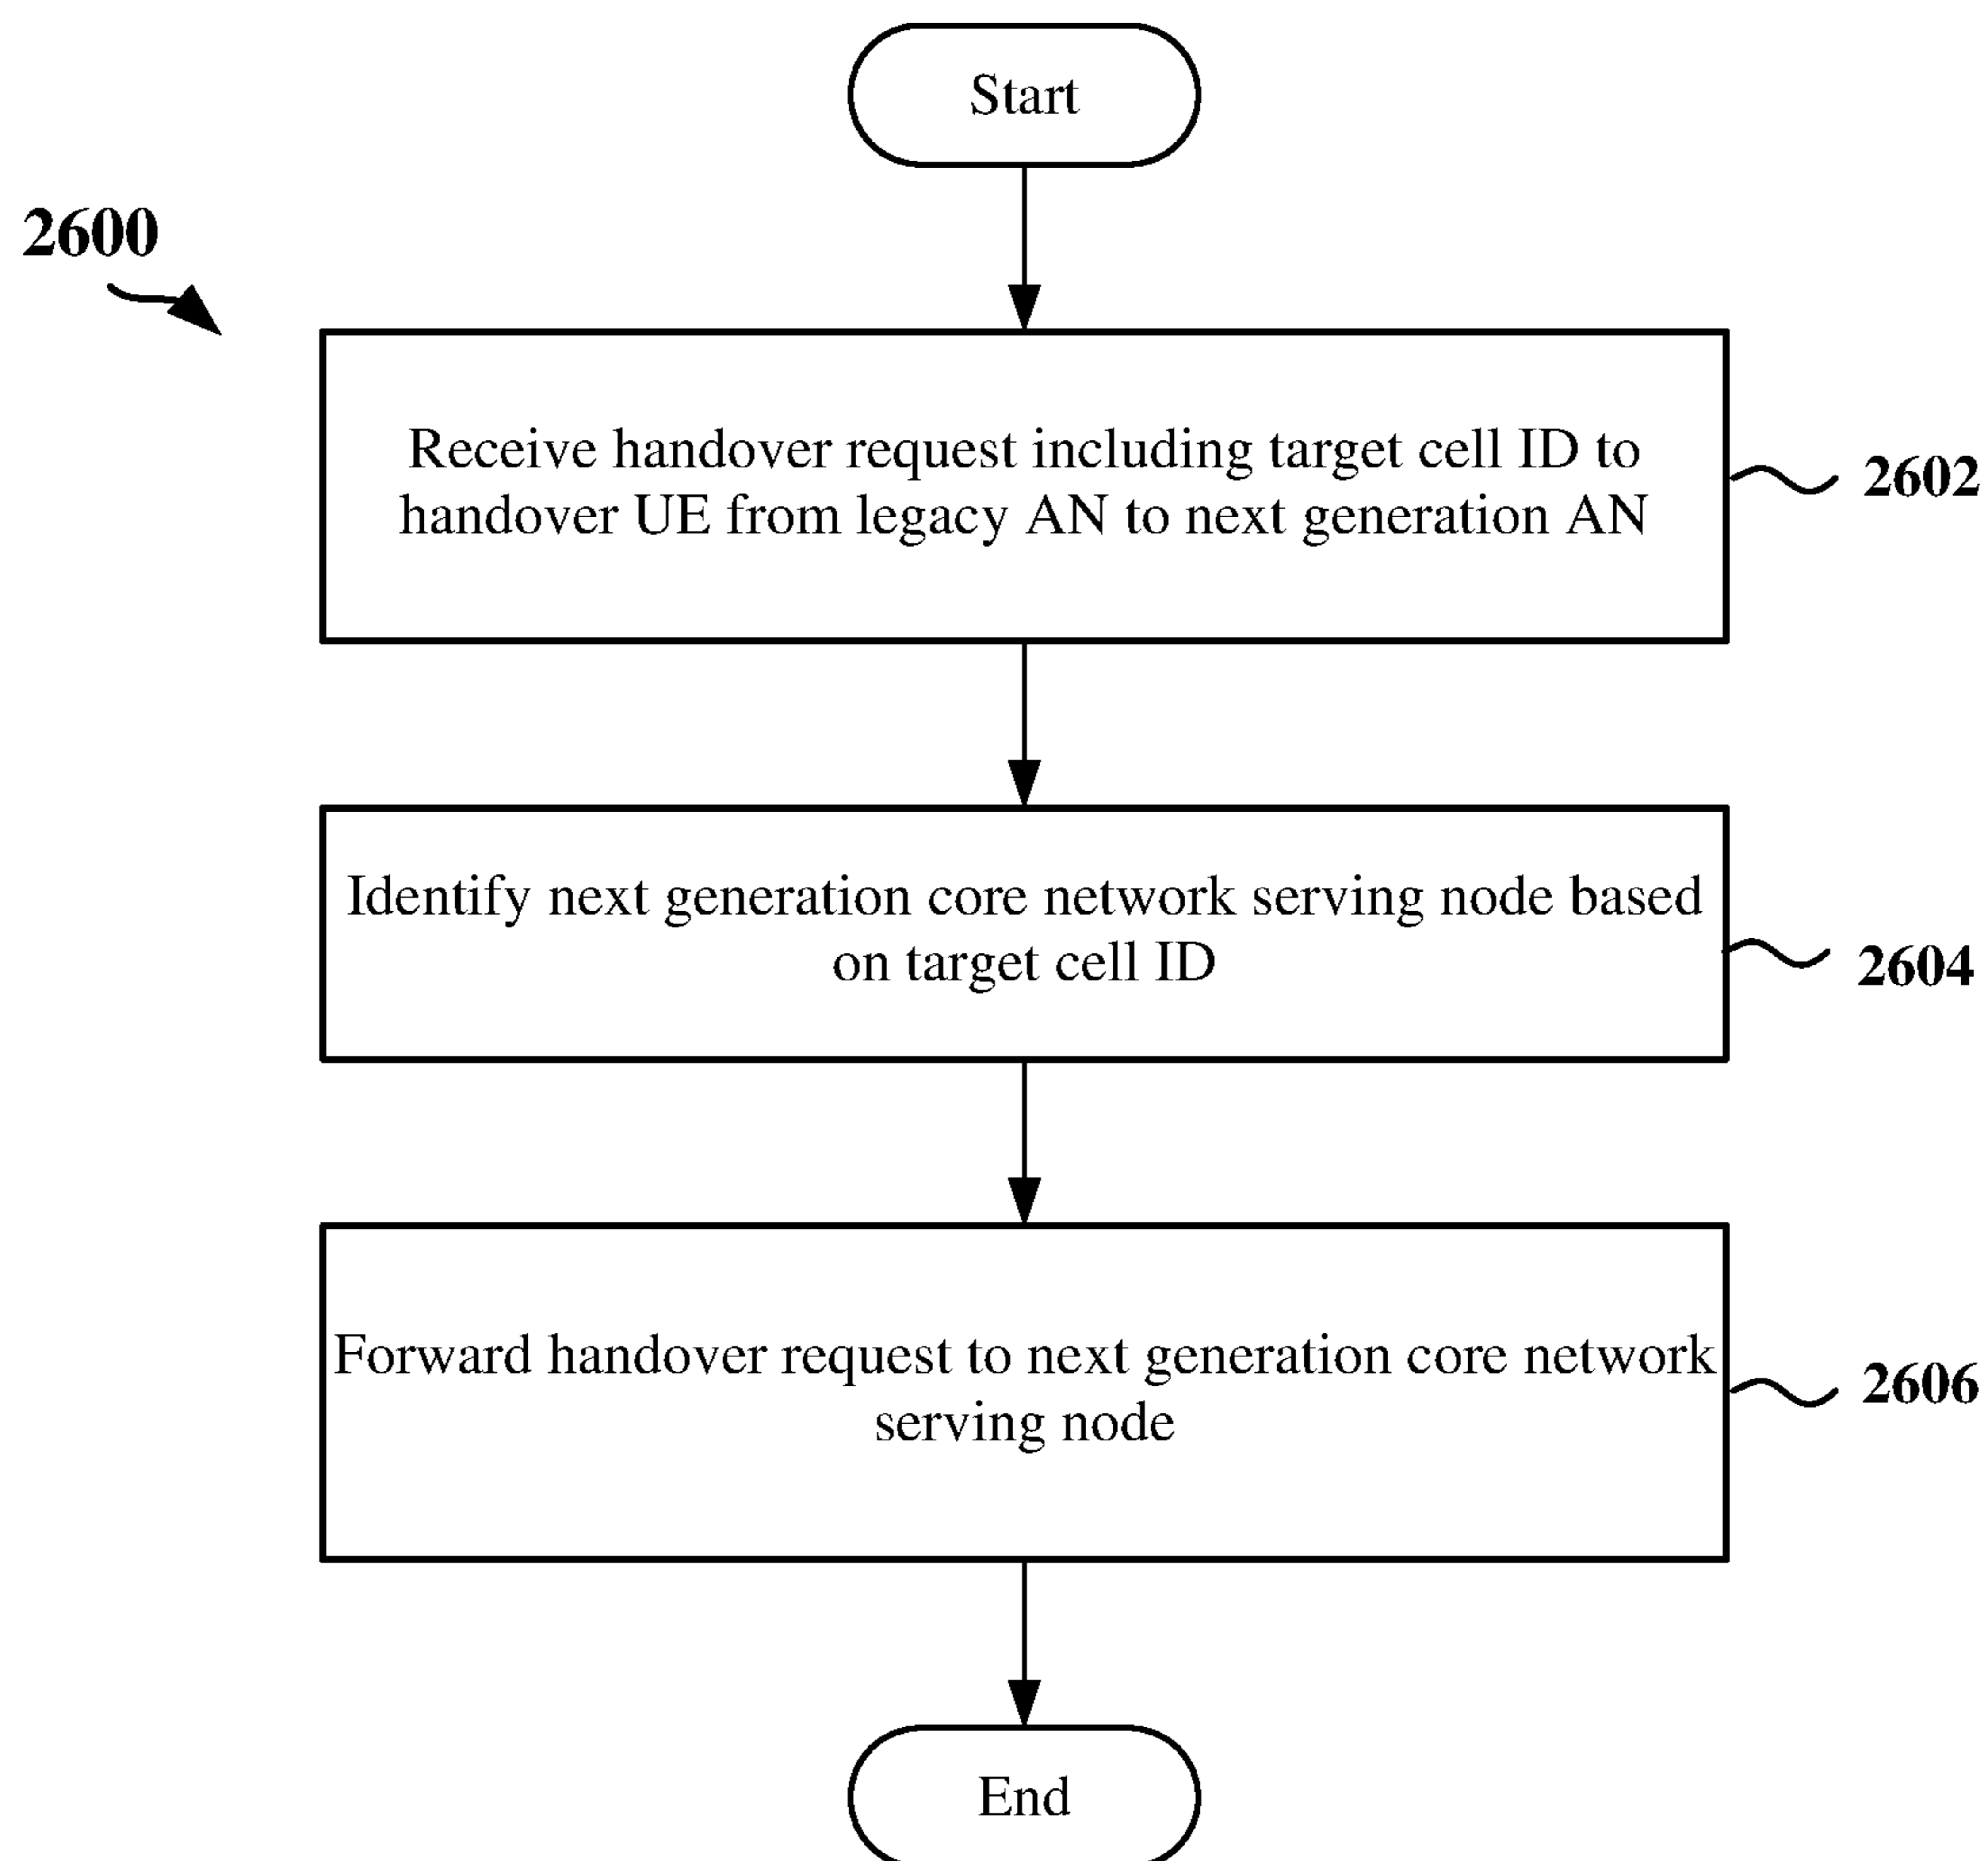 Start
2600
Receive handover request including target cell ID to
handover UE from legacy AN to next generation AN
2602
Identify next generation core network serving node based
on target cell ID
2604
Forward handover request to next generation core network
serving node
2606
End